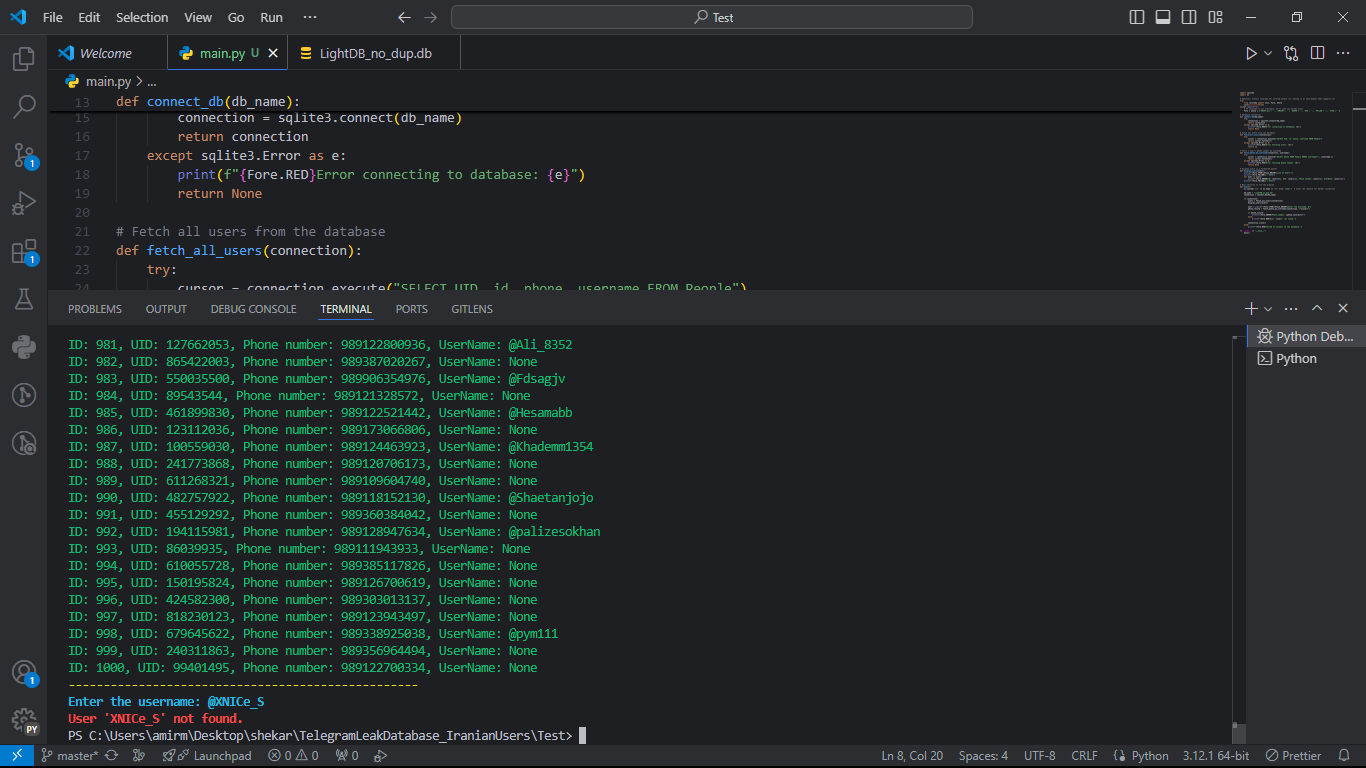 File Edit Selection View Go Run ···
Test
Welcome
main.py U
LightDB_no_dup.db
main.py > ...
13 def connect_db(db_name):
15 connection = sqlite3.connect(db_name)
16 return connection
17 except sqlite3.Error as e:
18 print(f"{Fore.RED}Error connecting to database: {e}")
19 return None
20
21 # Fetch all users from the database
22 def fetch_all_users(connection):
23 try:
24 cursor = connection.execute("SELECT UID, id, phone, username FROM People")
PROBLEMS OUTPUT DEBUG CONSOLE TERMINAL PORTS GITLENS
Python Deb...
Python
ID: 981, UID: 127662053, Phone number: 989122800936, UserName: @Ali_8352
ID: 982, UID: 865422003, Phone number: 989387020267, UserName: None
ID: 983, UID: 550035500, Phone number: 989906354976, UserName: @Fdsagjv
ID: 984, UID: 89543544, Phone number: 989121328572, UserName: None
ID: 985, UID: 461899830, Phone number: 989122521442, UserName: @Hesamabb
ID: 986, UID: 123112036, Phone number: 989173066806, UserName: None
ID: 987, UID: 100559030, Phone number: 989124463923, UserName: @Khademm1354
ID: 988, UID: 241773868, Phone number: 989120706173, UserName: None
ID: 989, UID: 611268321, Phone number: 989109604740, UserName: None
ID: 990, UID: 482757922, Phone number: 989118152130, UserName: @Shaetanjojo
ID: 991, UID: 455129292, Phone number: 989360384042, UserName: None
ID: 992, UID: 194115981, Phone number: 989128947634, UserName: @palizesokhan
ID: 993, UID: 86039935, Phone number: 989111943933, UserName: None
ID: 994, UID: 610055728, Phone number: 989385117826, UserName: None
ID: 995, UID: 150195824, Phone number: 989126700619, UserName: None
ID: 996, UID: 424582300, Phone number: 989303013137, UserName: None
ID: 997, UID: 818230123, Phone number: 989123943497, UserName: None
ID: 998, UID: 679645622, Phone number: 989338925038, UserName: @pym111
ID: 999, UID: 240311863, Phone number: 989356964494, UserName: None
ID: 1000, UID: 99401495, Phone number: 989122700334, UserName: None
--------------------------------------------------
Enter the username: @XNICe_S
User 'XNICe_S' not found.
PS C:\Users\amirm\Desktop\shekar\TelegramLeakDatabase_IranianUsers\Test>
1
1
1
PY
master* Launchpad 0 0 0 Ln 8, Col 20 Spaces: 4 UTF-8 CRLF Python 3.12.1 64-bit Prettier